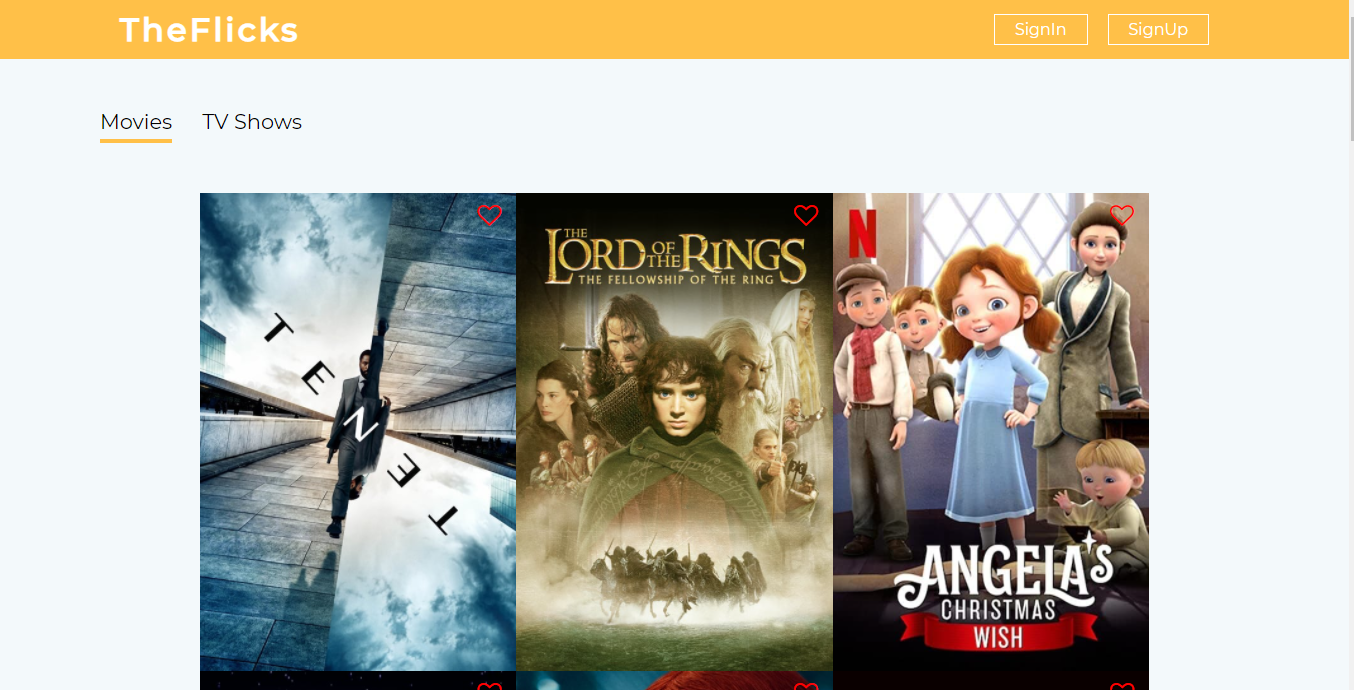 TheFlicks
SignIn
SignUp
Movies
TV Shows
TENET
THE
LORD OF THE RINGS
THE FELLOWSHIP OF THE RING
N
ANGELA'S
CHRISTMAS
WISH